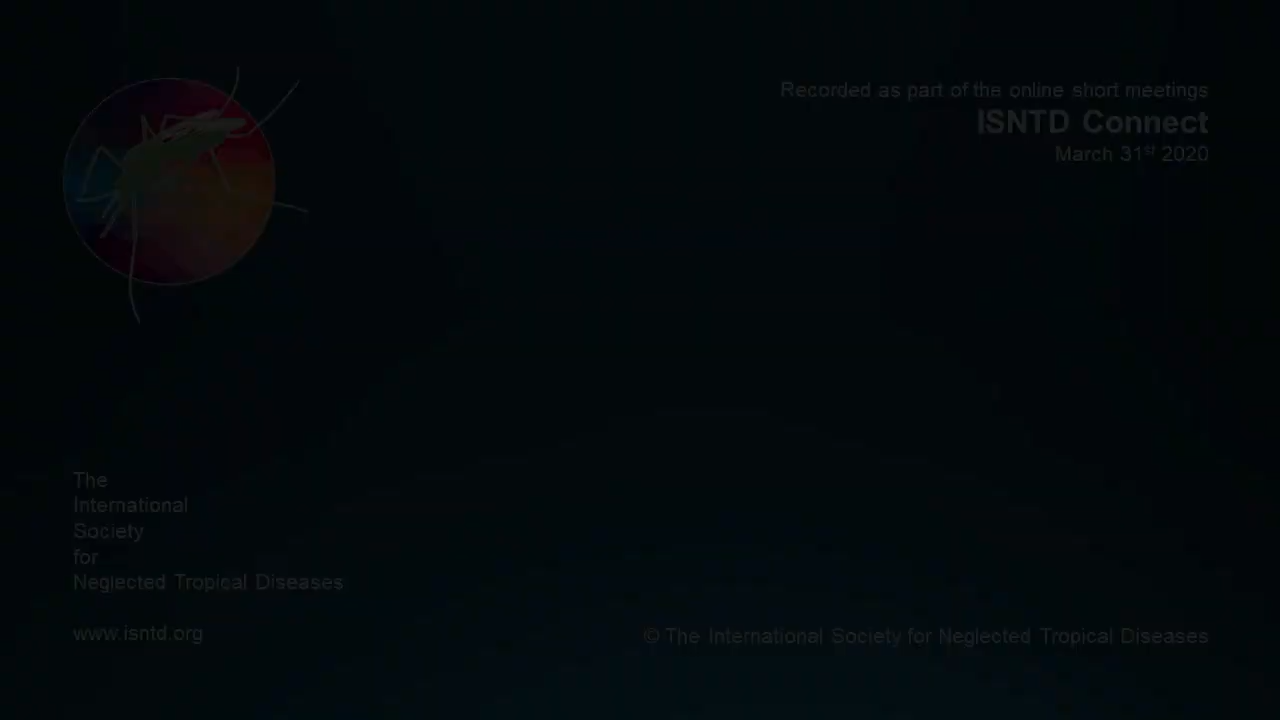 Recorded as part of the online short meetings
ISNTD Connect
March 31st 2020
The
International
Society
for
Neglected Tropical Diseases
www.isntd.org
© The International Society for Neglected Tropical Diseases